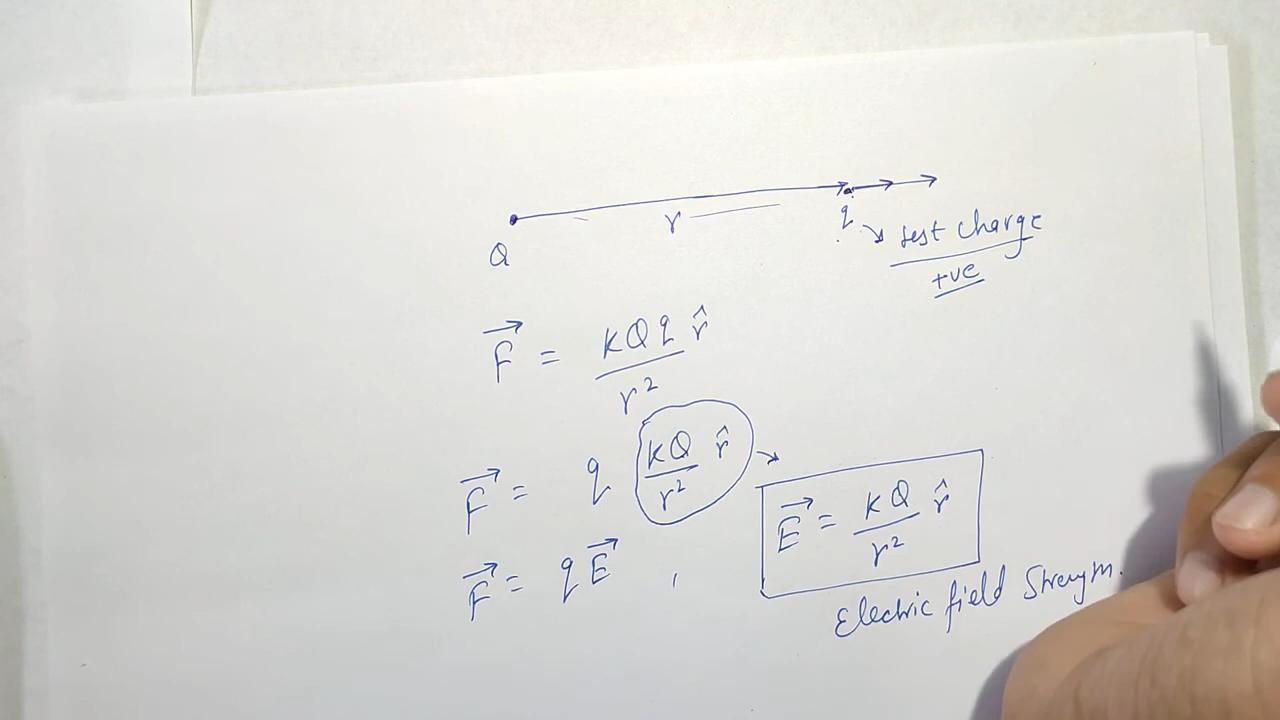 Q
r
q → test charge
+ve
F⃗ = kQq r̂ / r²
F⃗ = q kQ/r² r̂ →
E⃗ = kQ/r² r̂
F⃗ = qE⃗ ,
Electric field Strength.